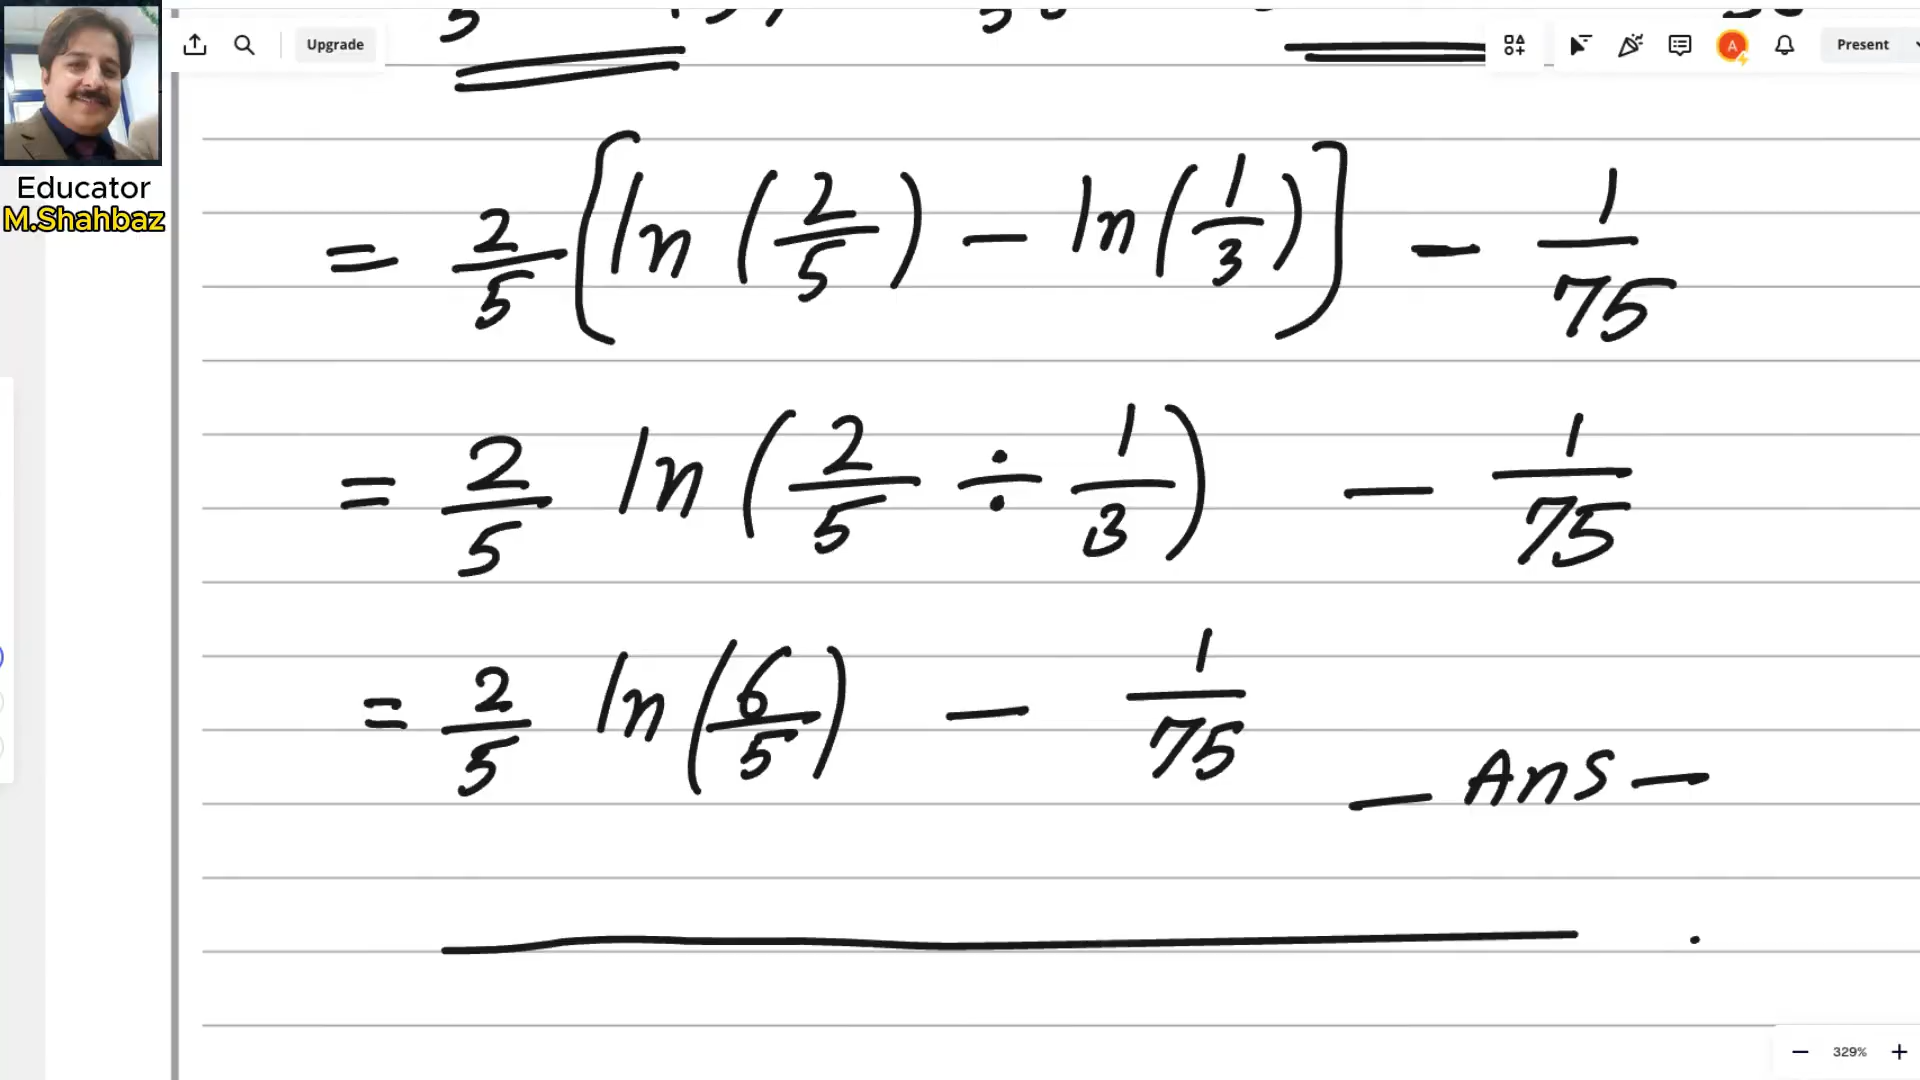 Upgrade
Present
Educator
M.Shahbaz
= 2/5 [ln (2/5) - ln (1/3)] - 1/75
= 2/5 ln (2/5 ÷ 1/3) - 1/75
= 2/5 ln (6/5) - 1/75
— Ans —
329%